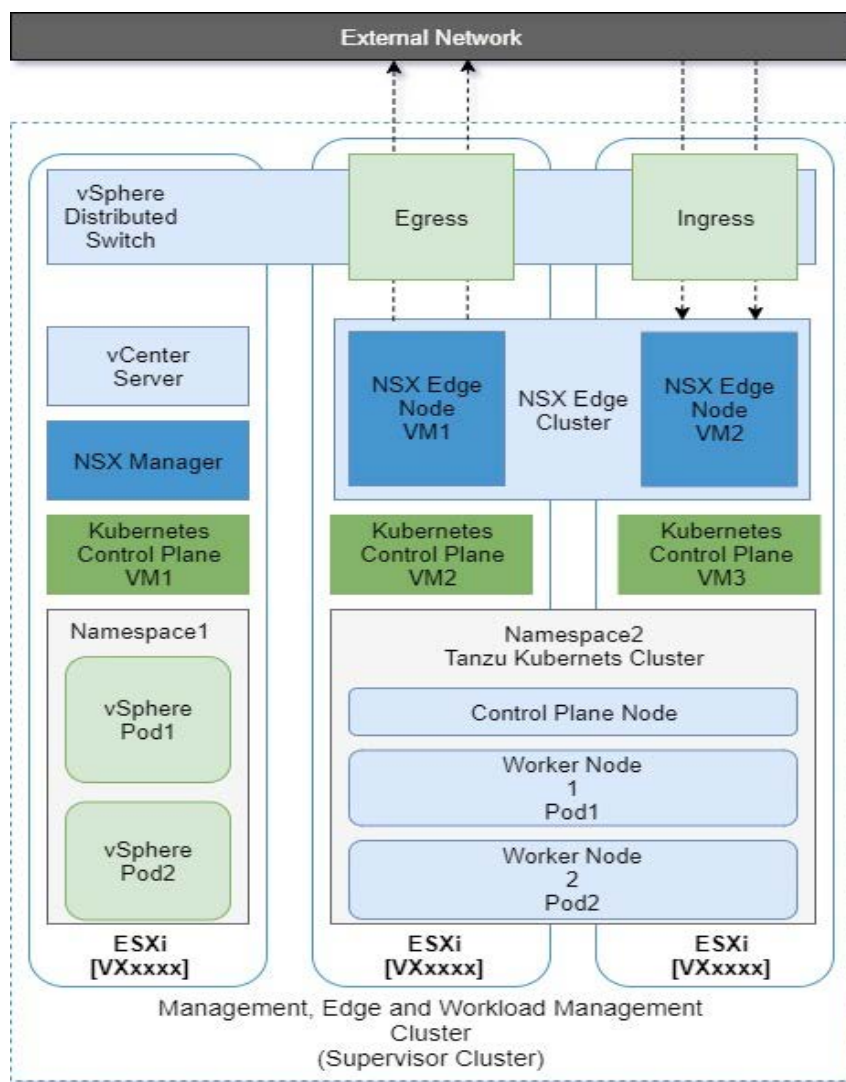 External Network
vSphere
Distributed
Switch
Egress
Ingress
vCenter
Server
NSX Edge
Node
VM1
NSX Edge
Cluster
NSX Edge
Node
VM2
NSX Manager
Kubernetes
Control Plane
VM1
Kubernetes
Control Plane
VM2
Kubernetes
Control Plane
VM3
Namespace1
vSphere
Pod1
vSphere
Pod2
Namespace2
Tanzu Kubernets Cluster
Control Plane Node
Worker Node
1
Pod1
Worker Node
2
Pod2
ESXi
[VXxxxx]
ESXi
[VXxxxx]
ESXi
[VXxxxx]
Management, Edge and Workload Management
Cluster
(Supervisor Cluster)